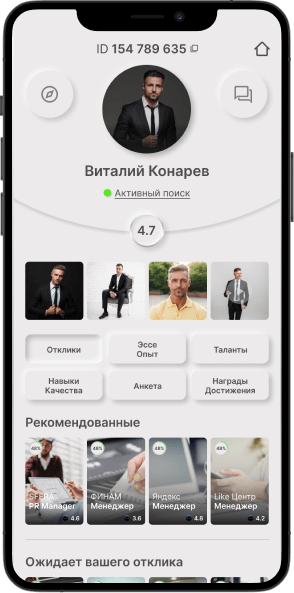 ID 154 789 635
Виталий Конарев
Активный поиск
4.7
Отклики
Эссе
Опыт
Таланты
Навыки
Качества
Анкета
Награды
Достижения
Рекомендованные
48% 48% 48% 48%
SFERA ФИНАМ Яндекс Like Центр
PR Manager Менеджер Менеджер Менеджер
4.6 3.6 4.8 4.2
Ожидает вашего отклика